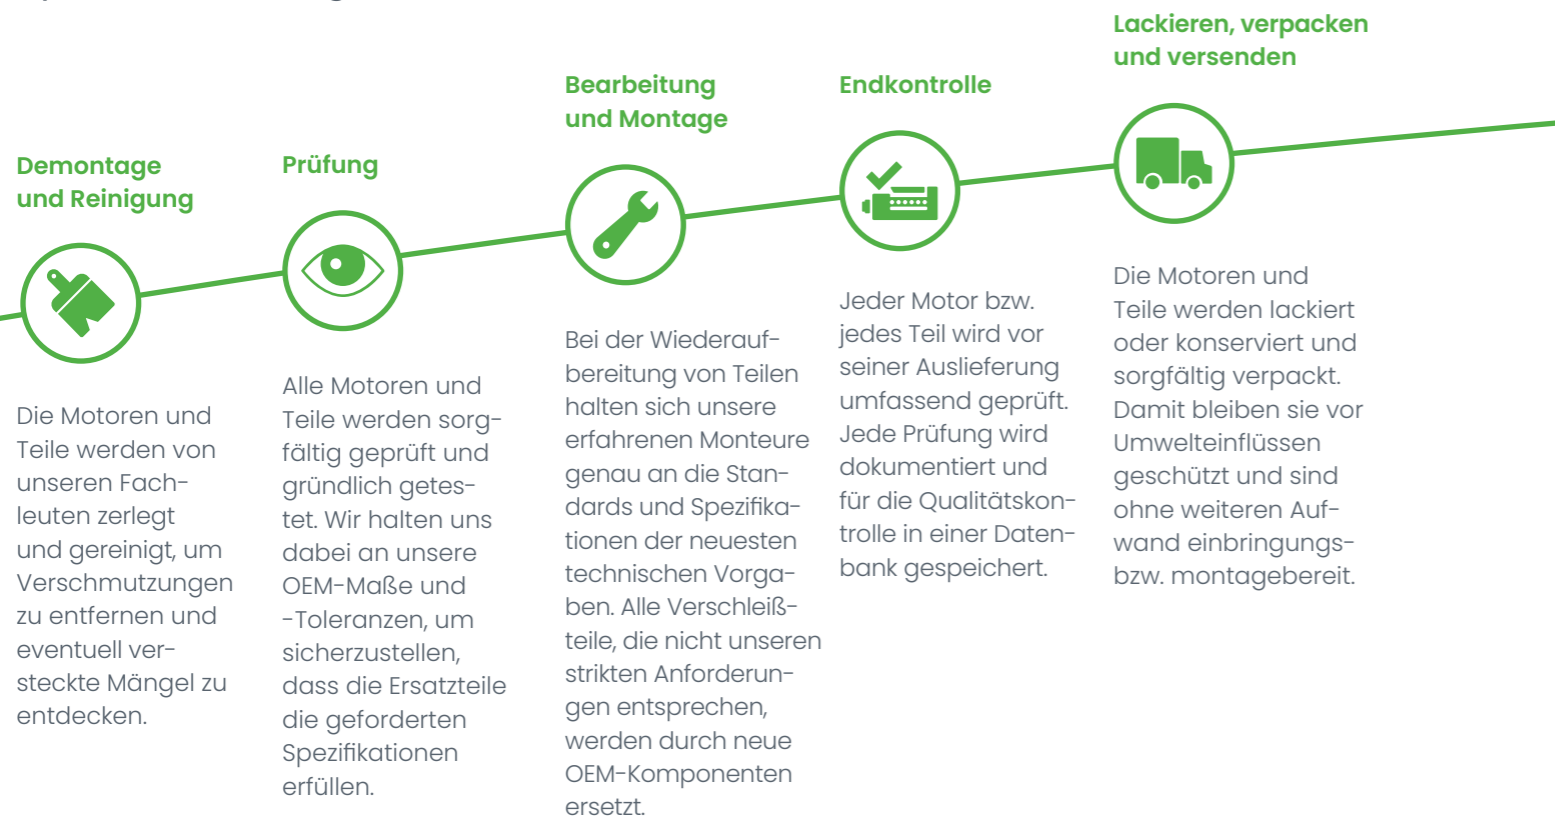 Demontage
und Reinigung
Die Motoren und
Teile werden von
unseren Fach-
leuten zerlegt
und gereinigt, um
Verschmutzungen
zu entfernen und
eventuell ver-
steckte Mängel zu
entdecken.
Prüfung
Alle Motoren und
Teile werden sorg-
fältig geprüft und
gründlich getes-
tet. Wir halten uns
dabei an unsere
OEM-Maße und
-Toleranzen, um
sicherzustellen,
dass die Ersatzteile
die geforderten
Spezifikationen
erfüllen.
Bearbeitung
und Montage
Bei der Wiederauf-
bereitung von Teilen
halten sich unsere
erfahrenen Monteure
genau an die Stan-
dards und Spezifika-
tionen der neuesten
technischen Vorga-
ben. Alle Verschleiß-
teile, die nicht unseren
strikten Anforderun-
gen entsprechen,
werden durch neue
OEM-Komponenten
ersetzt.
Endkontrolle
Jeder Motor bzw.
jedes Teil wird vor
seiner Auslieferung
umfassend geprüft.
Jede Prüfung wird
dokumentiert und
für die Qualitätskon-
trolle in einer Daten-
bank gespeichert.
Lackieren, verpacken
und versenden
Die Motoren und
Teile werden lackiert
oder konserviert und
sorgfältig verpackt.
Damit bleiben sie vor
Umwelteinflüssen
geschützt und sind
ohne weiteren Auf-
wand einbringungs-
bzw. montagebereit.